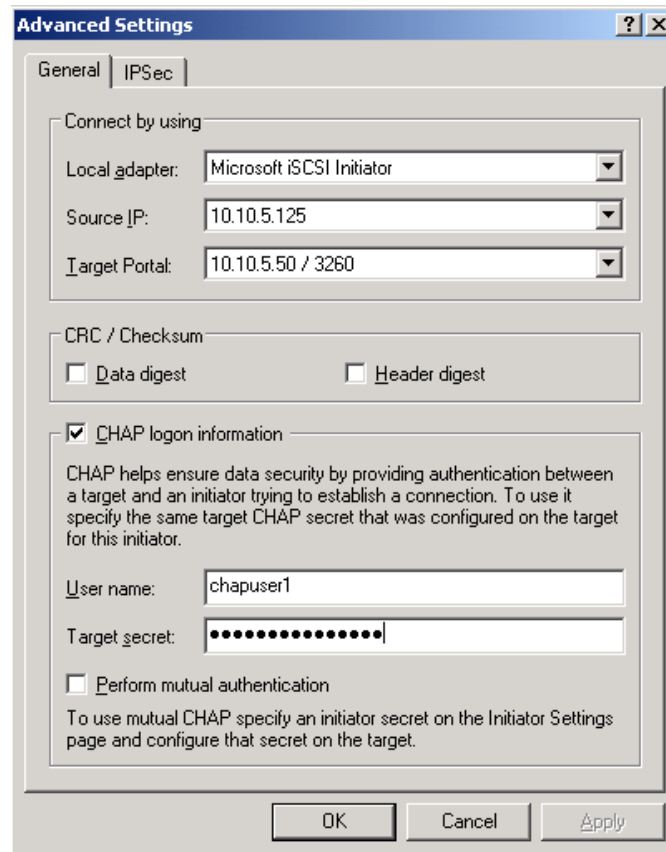 Advanced Settings
General
IPSec
Connect by using
Local adapter: Microsoft iSCSI Initiator
Source IP: 10.10.5.125
Target Portal: 10.10.5.50 / 3260
CRC / Checksum
Data digest Header digest
CHAP logon information
CHAP helps ensure data security by providing authentication between
a target and an initiator trying to establish a connection. To use it
specify the same target CHAP secret that was configured on the target
for this initiator.
User name: chapuser1
Target secret: ●●●●●●●●●●●●●●●
Perform mutual authentication
To use mutual CHAP specify an initiator secret on the Initiator Settings
page and configure that secret on the target.
OK Cancel Apply